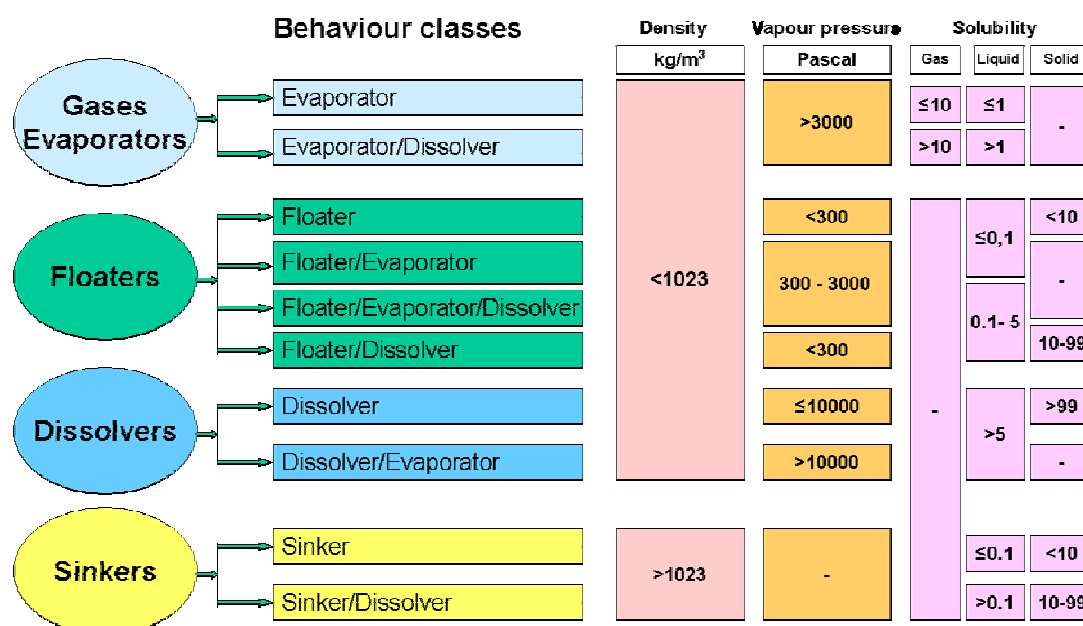 Behaviour classes
Density
Vapour pressure
Solubility
kg/m³
Pascal
Gas
Liquid
Solid
Gases
Evaporators
Evaporator
Evaporator/Dissolver
>3000
≤10
≤1
-
>10
>1
Floaters
Floater
Floater/Evaporator
Floater/Evaporator/Dissolver
Floater/Dissolver
<1023
<300
300 - 3000
<300
≤0,1
0.1- 5
<10
-
10-99
Dissolvers
Dissolver
Dissolver/Evaporator
≤10000
>10000
-
>5
>99
-
Sinkers
Sinker
Sinker/Dissolver
>1023
-
≤0.1
<10
>0.1
10-99